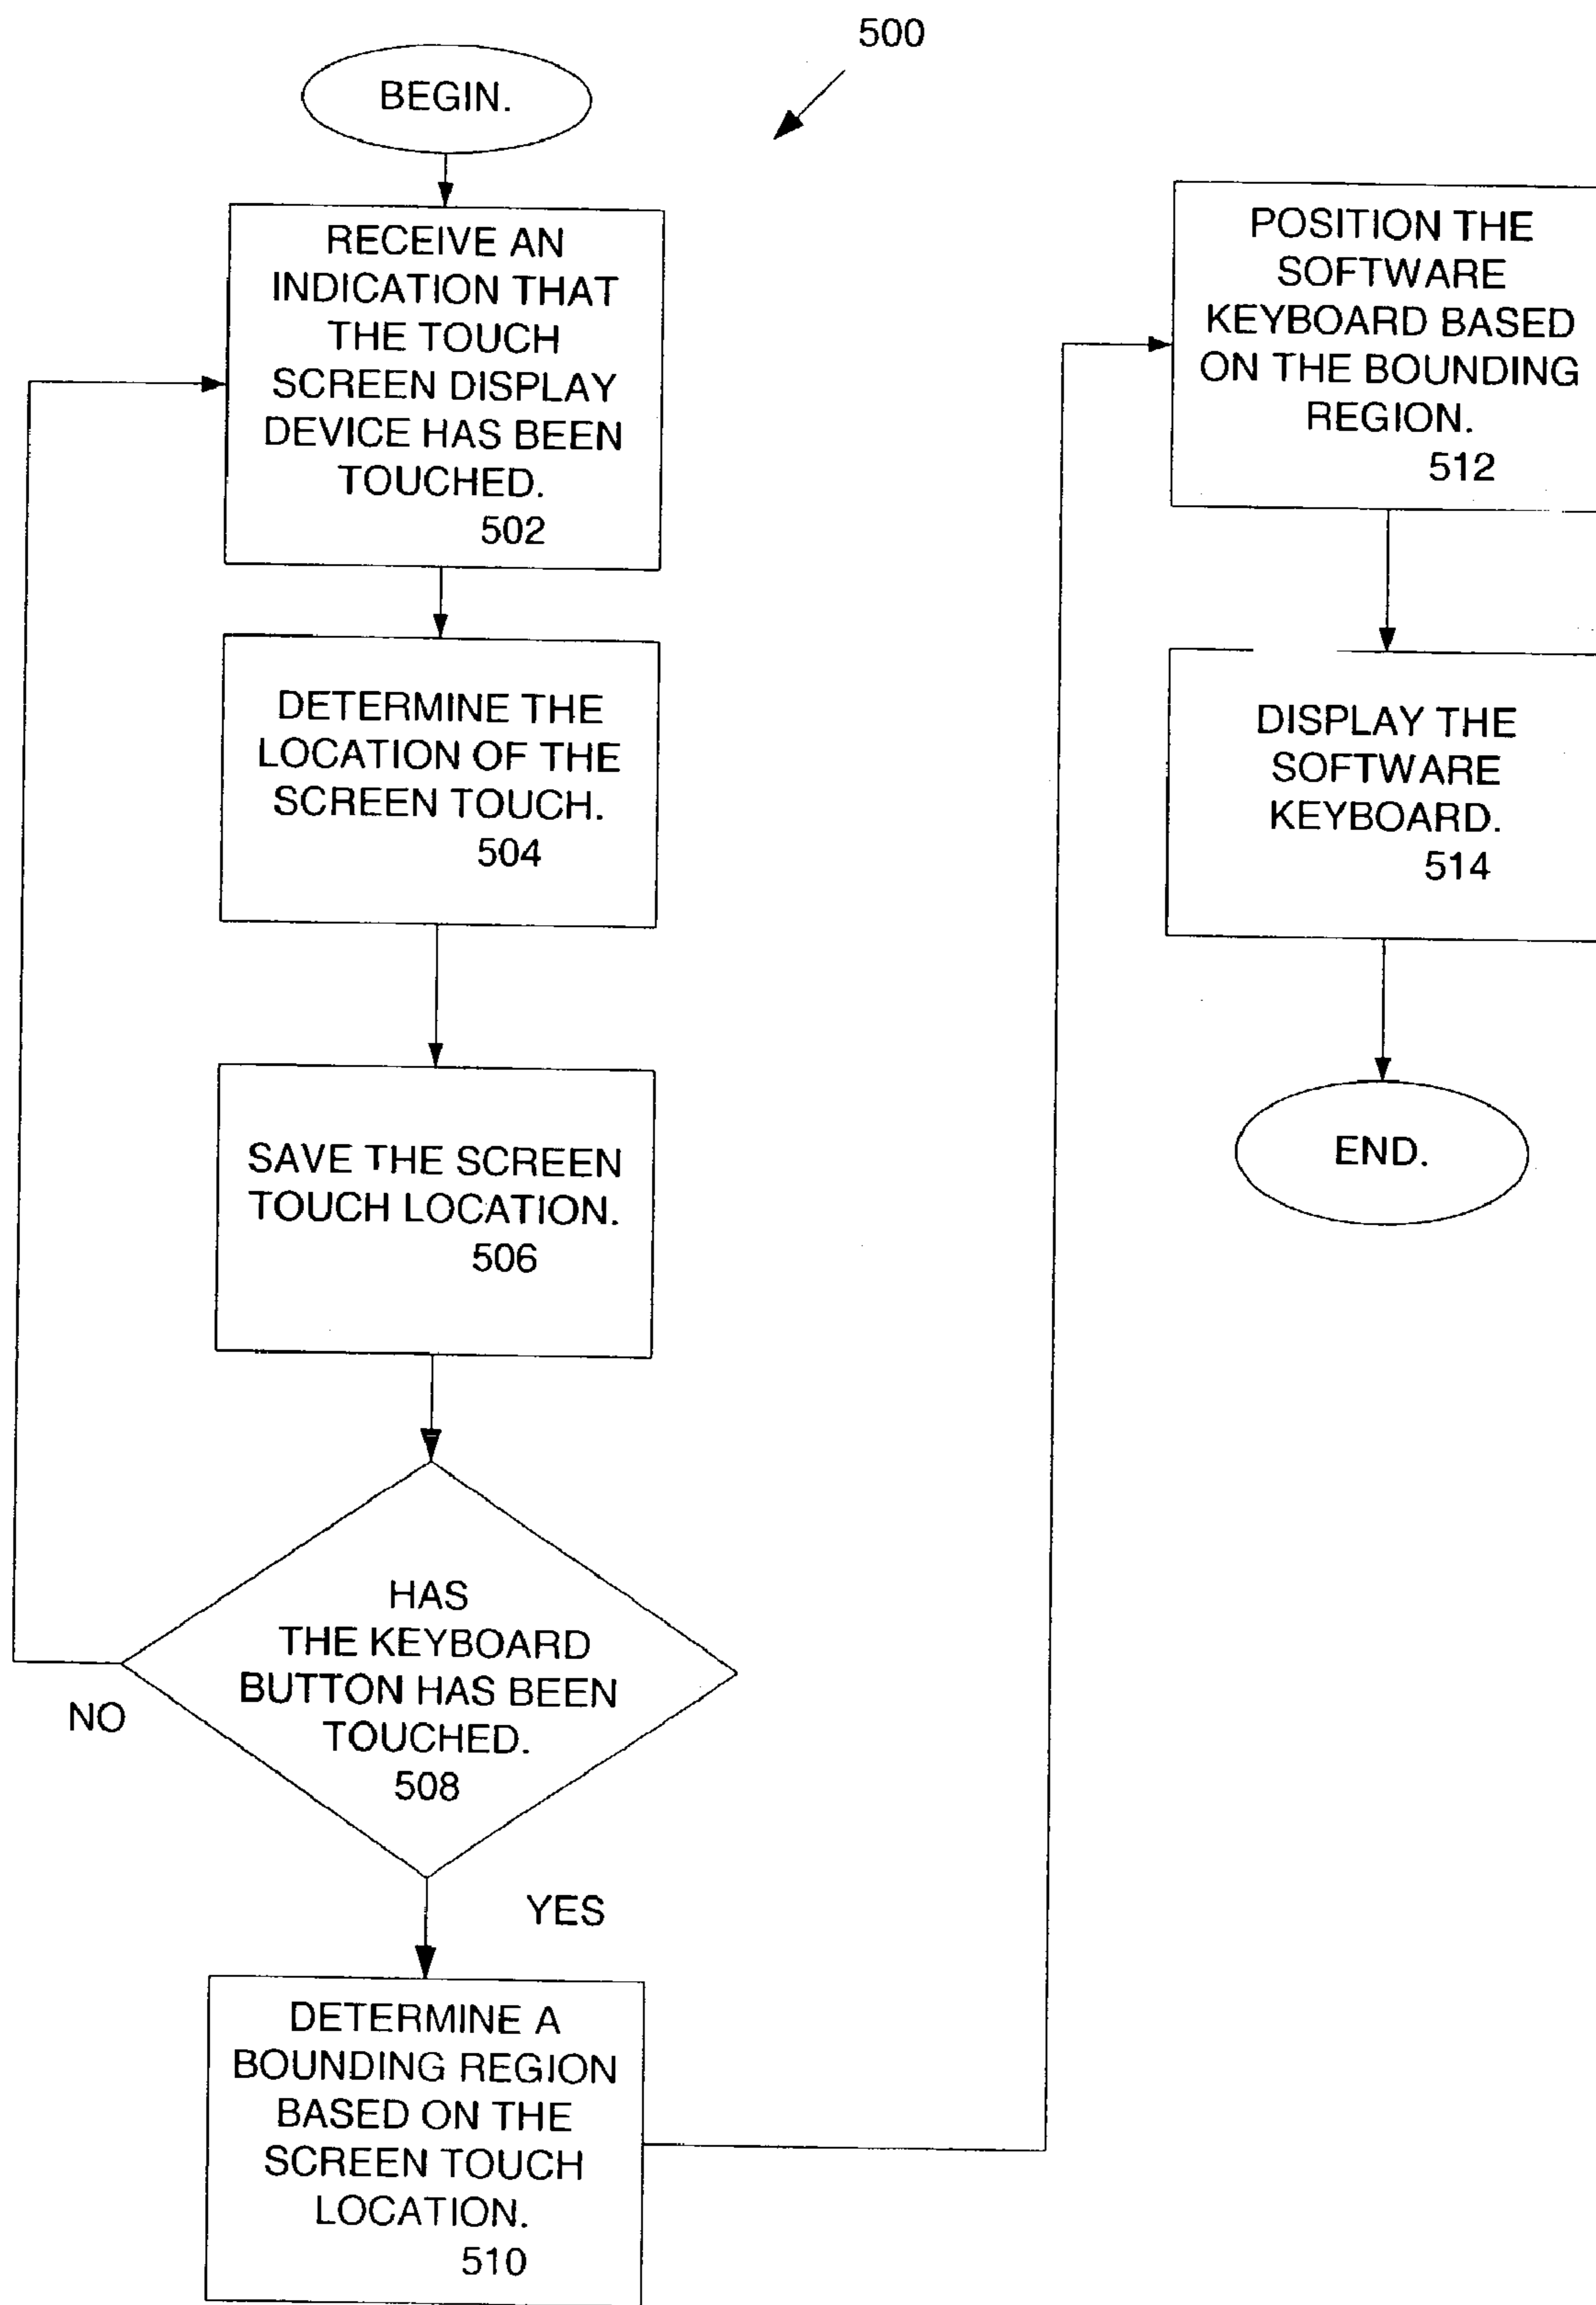 500
BEGIN.
RECEIVE AN
INDICATION THAT
THE TOUCH
SCREEN DISPLAY
DEVICE HAS BEEN
TOUCHED.
502
DETERMINE THE
LOCATION OF THE
SCREEN TOUCH.
504
SAVE THE SCREEN
TOUCH LOCATION.
506
HAS
THE KEYBOARD
BUTTON HAS BEEN
TOUCHED.
508
NO
YES
DETERMINE A
BOUNDING REGION
BASED ON THE
SCREEN TOUCH
LOCATION.
510
POSITION THE
SOFTWARE
KEYBOARD BASED
ON THE BOUNDING
REGION.
512
DISPLAY THE
SOFTWARE
KEYBOARD.
514
END.